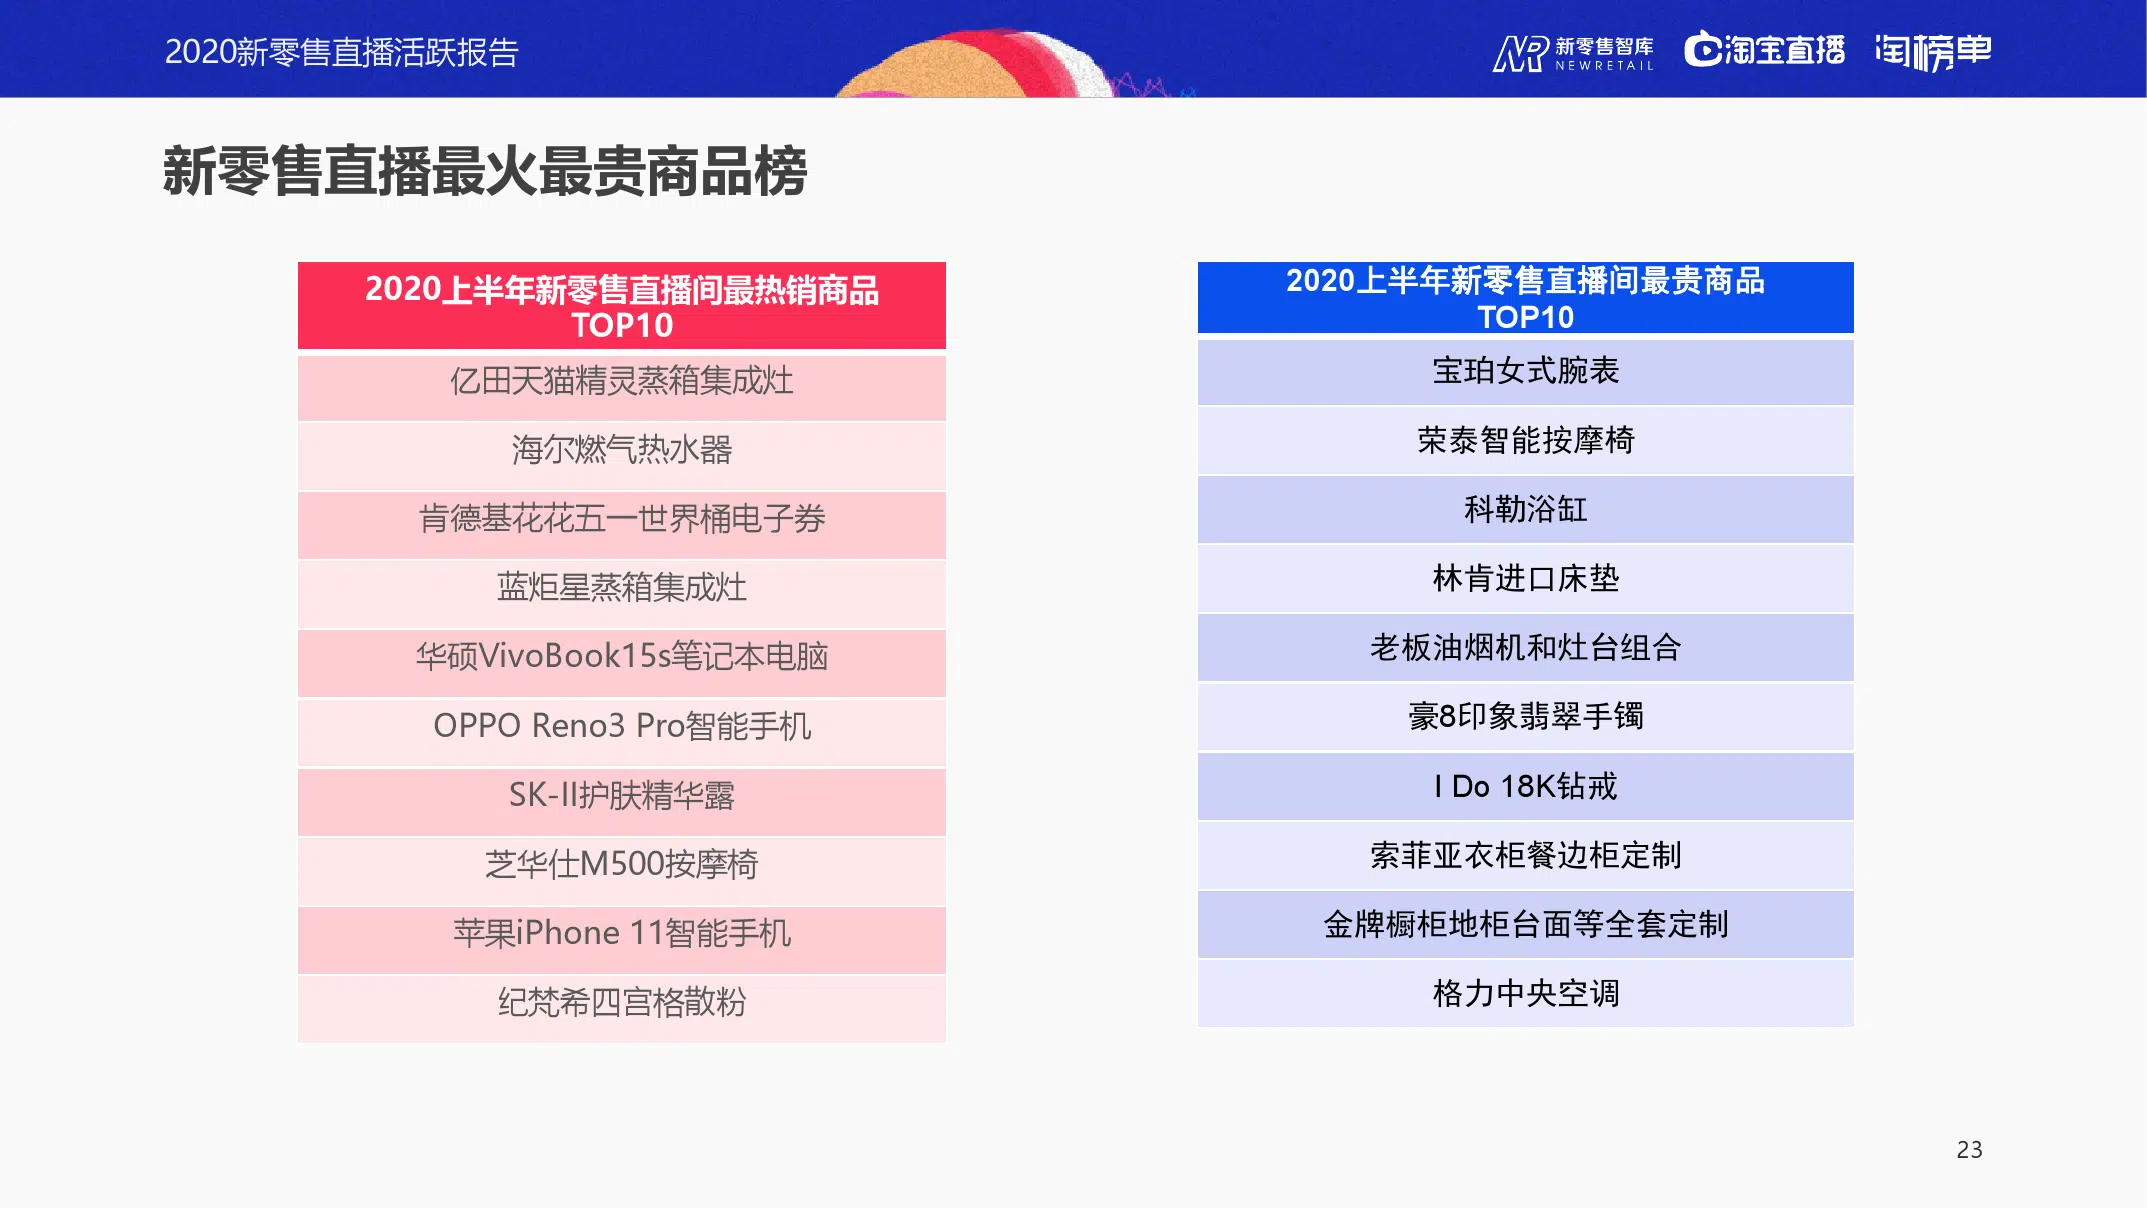 2020新零售直播活跃报告
新零售智库
NEWRETAIL
淘宝直播
淘榜单
新零售直播最火最贵商品榜
2020上半年新零售直播间最热销商品
TOP10
亿田天猫精灵蒸箱集成灶
海尔燃气热水器
肯德基花花五一世界桶电子券
蓝炬星蒸箱集成灶
华硕VivoBook15s笔记本电脑
OPPO Reno3 Pro智能手机
SK-II护肤精华露
芝华仕M500按摩椅
苹果iPhone 11智能手机
纪梵希四宫格散粉
2020上半年新零售直播间最贵商品
TOP10
宝珀女式腕表
荣泰智能按摩椅
科勒浴缸
林肯进口床垫
老板油烟机和灶台组合
豪8印象翡翠手镯
I Do 18K钻戒
索菲亚衣柜餐边柜定制
金牌橱柜地柜台面等全套定制
格力中央空调
23